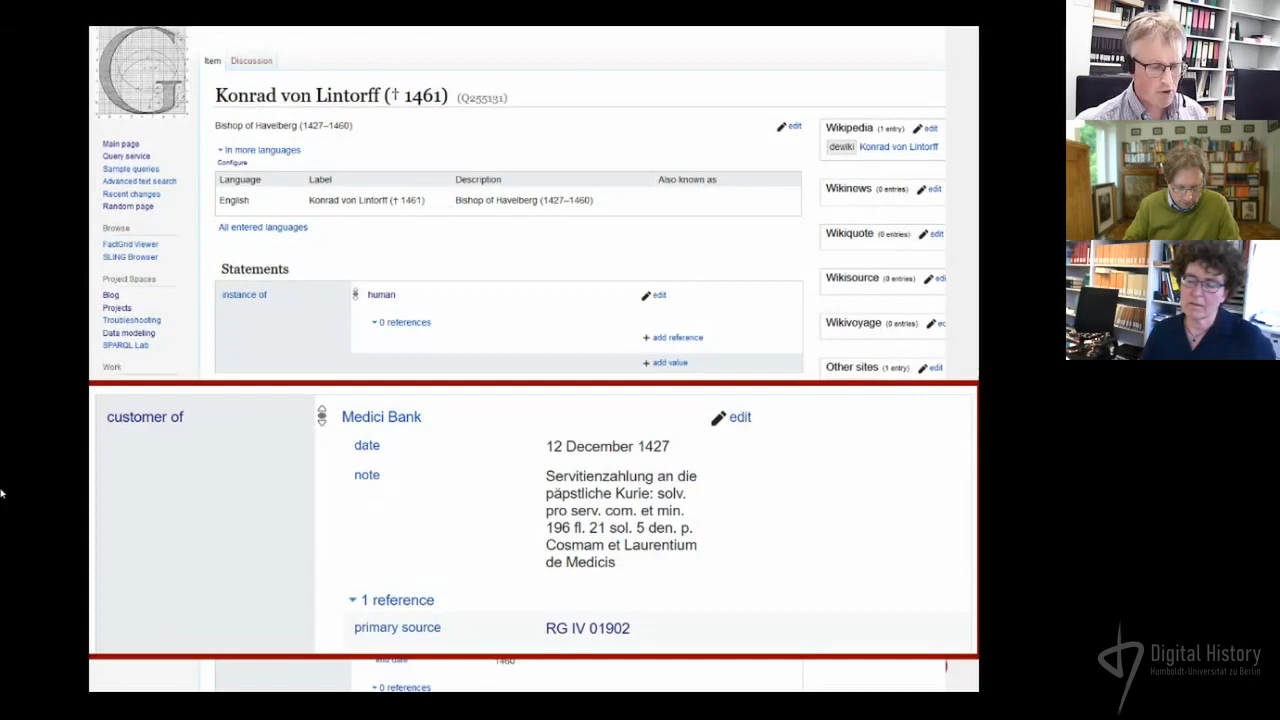 G
Item Discussion
Konrad von Lintorff († 1461) (Q255131)
Bishop of Havelberg (1427–1460)
edit
In more languages
Configure
Language Label Description Also known as
English Konrad von Lintorff († 1461) Bishop of Havelberg (1427–1460)
All entered languages
Statements
instance of
human
edit
0 references
+ add reference
+ add value
Main page
Query service
Sample queries
Advanced text search
Recent changes
Random page
Browse
FactGrid Viewer
SLING Browser
Project Spaces
Blog
Projects
Troubleshooting
Data modeling
SPARQL Lab
Work
Wikipedia (1 entry) edit
dewiki Konrad von Lintorff
Wikinews (0 entries) edit
Wikiquote (0 entries) edit
Wikisource (0 entries) edi
Wikivoyage (0 entries) ec
Other sites (1 entry) edit
customer of
Medici Bank
edit
date 12 December 1427
note Servitienzahlung an die
päpstliche Kurie: solv.
pro serv. com. et min.
196 fl. 21 sol. 5 den. p.
Cosmam et Laurentium
de Medicis
1 reference
primary source RG IV 01902
end date 1460
0 references
Digital History
Humboldt-Universität zu Berlin